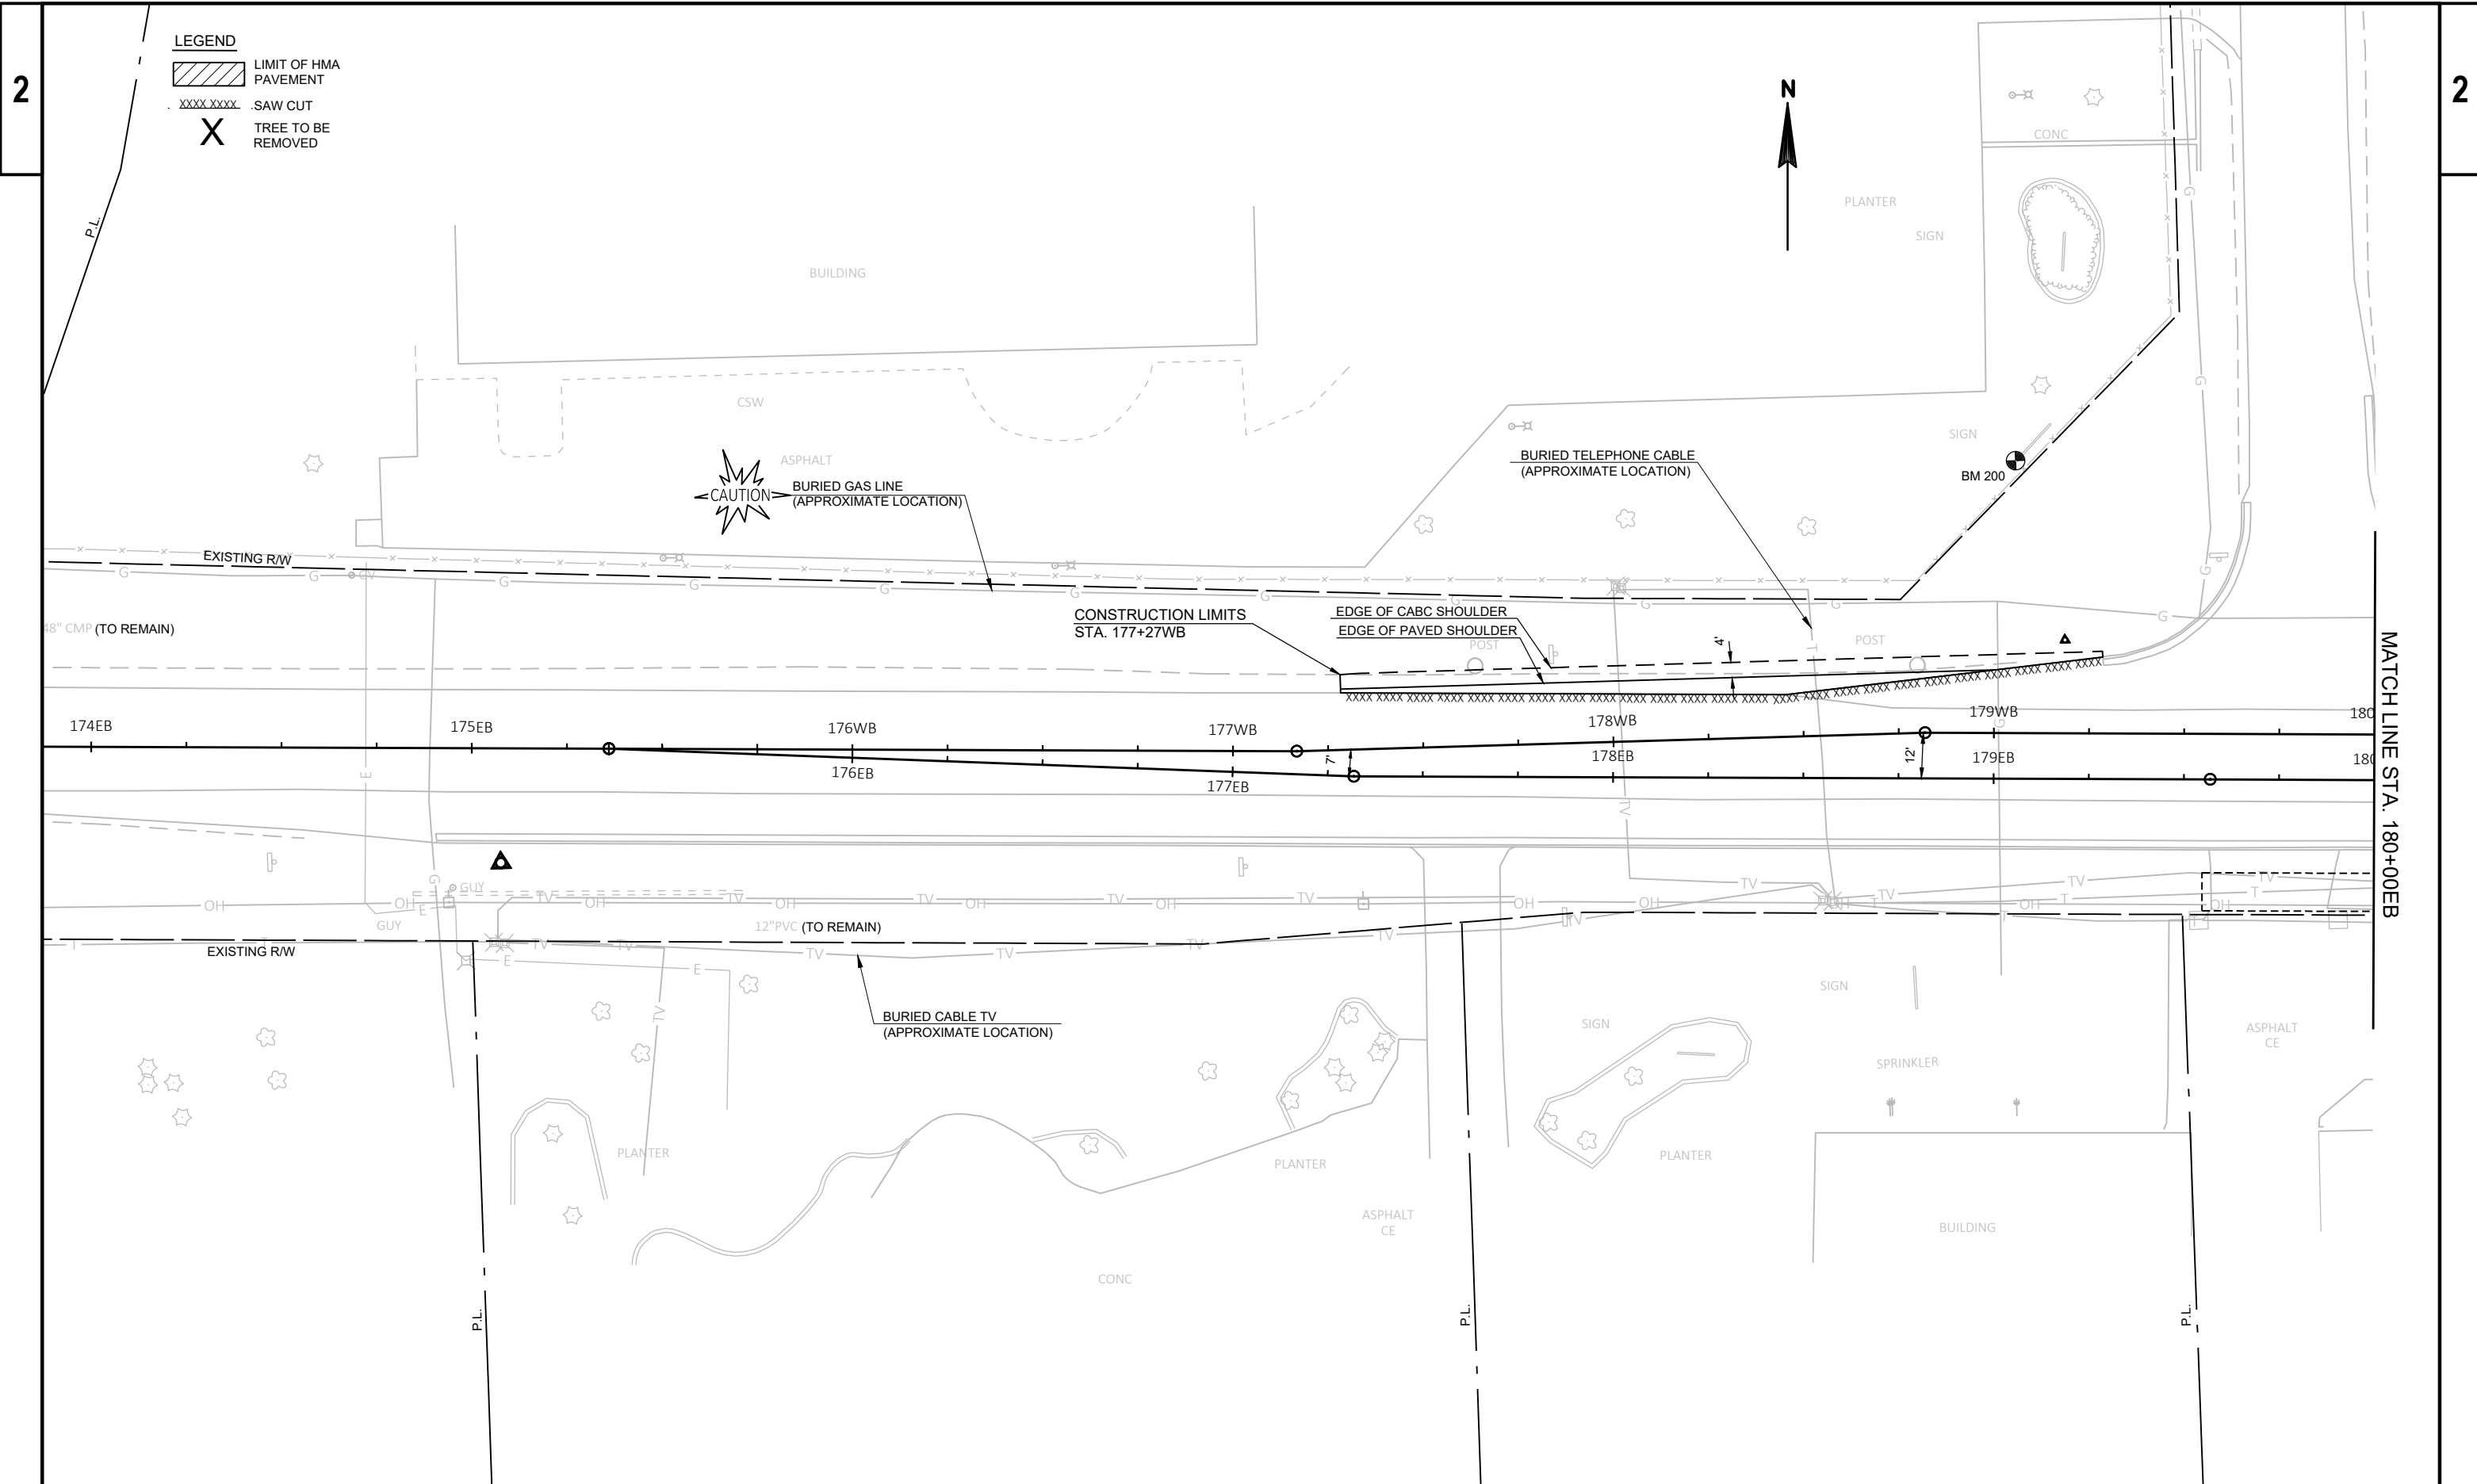 2
2
LEGEND
LIMIT OF HMA
PAVEMENT
XXXX XXXX
SAW CUT
X
TREE TO BE
REMOVED
N
P.L.
CONC
PLANTER
SIGN
BUILDING
CSW
ASPHALT
SIGN
CAUTION
BURIED GAS LINE
(APPROXIMATE LOCATION)
BURIED TELEPHONE CABLE
(APPROXIMATE LOCATION)
BM 200
EXISTING R/W
GV
48" CMP (TO REMAIN)
CONSTRUCTION LIMITS
STA. 177+27WB
EDGE OF CABC SHOULDER
EDGE OF PAVED SHOULDER
POST
4'
POST
174EB
175EB
176WB
177WB
178WB
179WB
180
176EB
177EB
7'
178EB
12'
179EB
180
MATCH LINE STA. 180+00EB
GUY
GUY
12"PVC (TO REMAIN)
EXISTING R/W
BURIED CABLE TV
(APPROXIMATE LOCATION)
SIGN
SIGN
SPRINKLER
ASPHALT
CE
PLANTER
PLANTER
PLANTER
ASPHALT
CE
BUILDING
CONC
P.L.
P.L.
P.L.